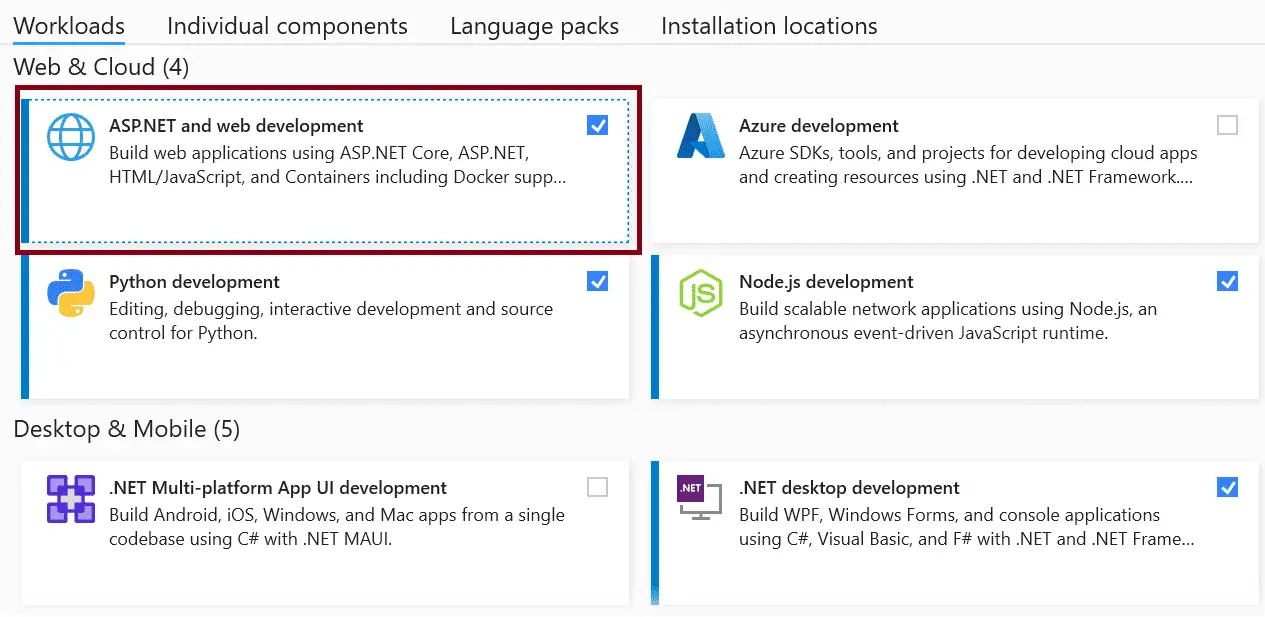 Workloads Individual components Language packs Installation locations
Web & Cloud (4)
ASP.NET and web development
Build web applications using ASP.NET Core, ASP.NET,
HTML/JavaScript, and Containers including Docker supp...
Azure development
Azure SDKs, tools, and projects for developing cloud apps
and creating resources using .NET and .NET Framework....
Python development
Editing, debugging, interactive development and source
control for Python.
JS
Node.js development
Build scalable network applications using Node.js, an
asynchronous event-driven JavaScript runtime.
Desktop & Mobile (5)
.NET Multi-platform App UI development
Build Android, iOS, Windows, and Mac apps from a single
codebase using C# with .NET MAUI.
.NET
.NET desktop development
Build WPF, Windows Forms, and console applications
using C#, Visual Basic, and F# with .NET and .NET Frame...